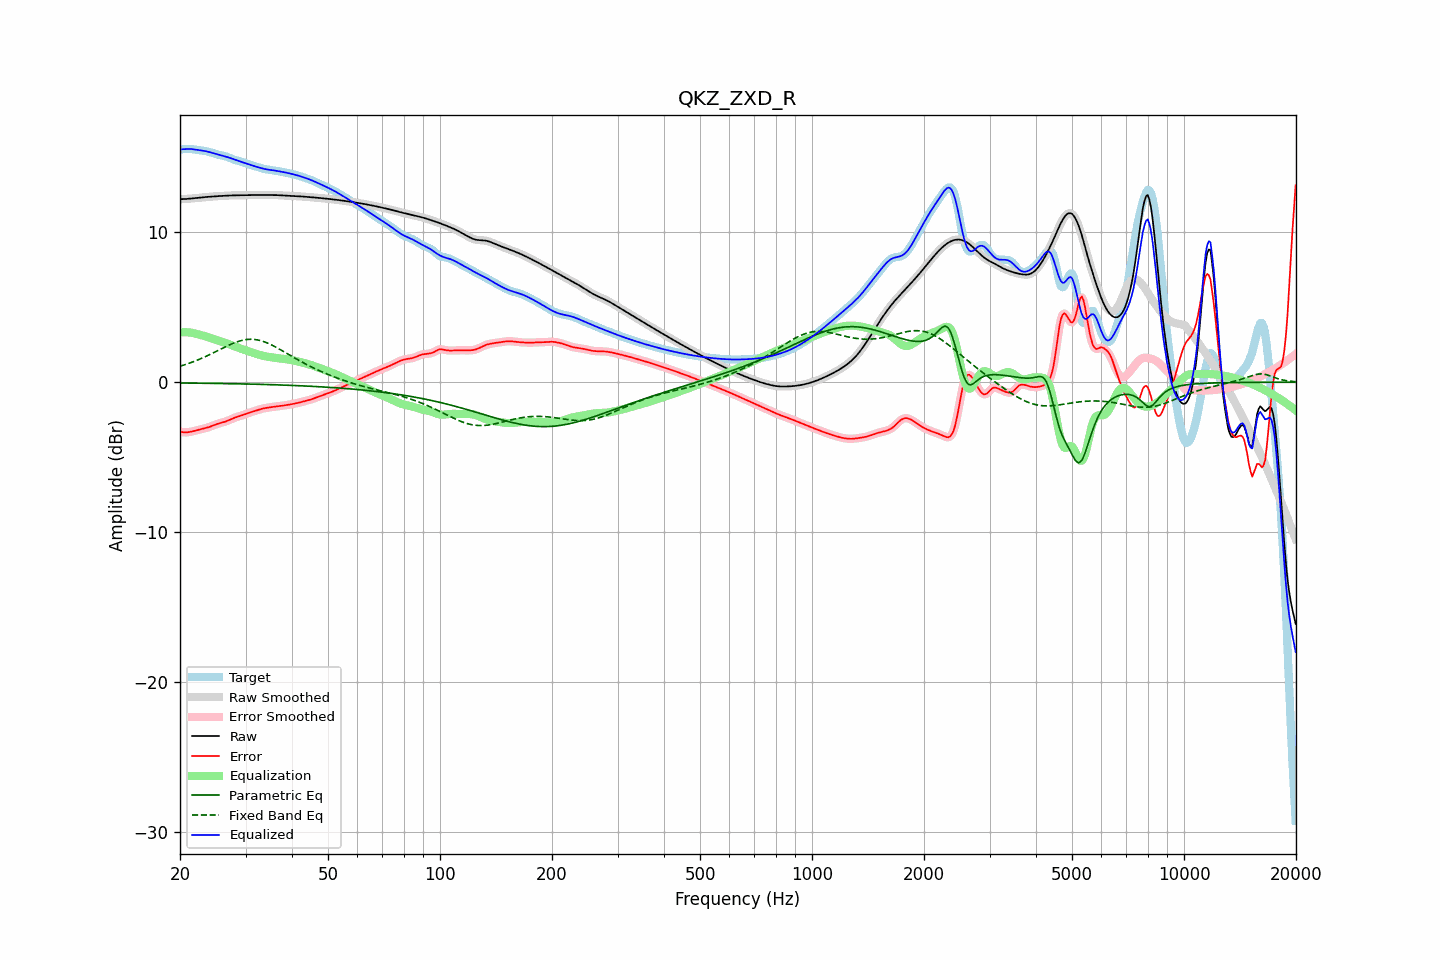 QKZ_ZXD_R
Amplitude (dBr)
10
0
−10
−20
−30
Target
Raw Smoothed
Error Smoothed
Raw
Error
Equalization
Parametric Eq
Fixed Band Eq
Equalized
20 50 100 200 500 1000 2000 5000 10000 20000
Frequency (Hz)